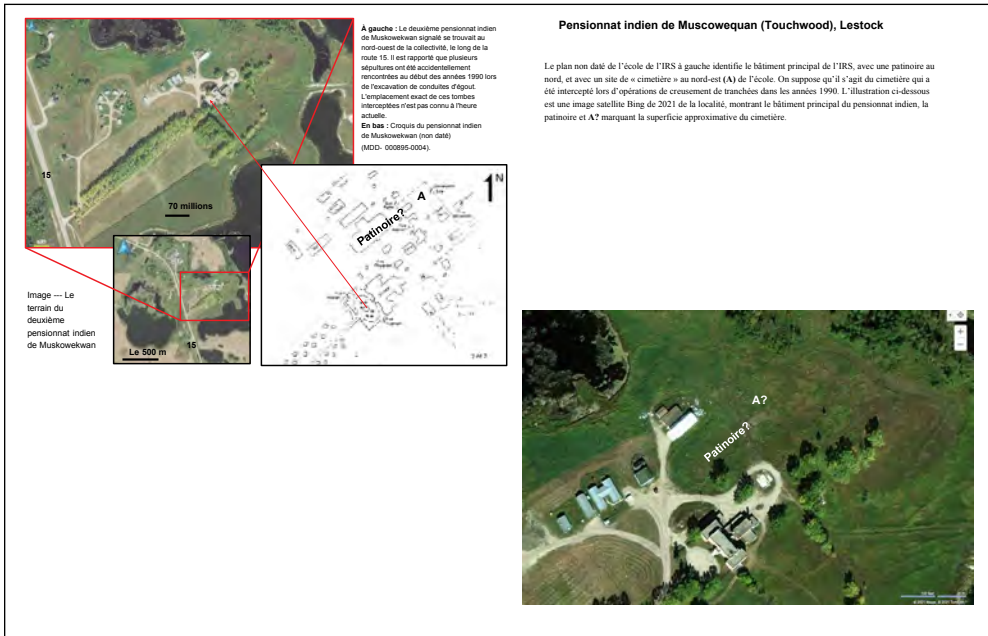 À gauche : Le deuxième pensionnat indien
de Muskowekwan signalé se trouvait au
nord-ouest de la collectivité, le long de la
route 15. Il est rapporté que plusieurs
sépultures ont été accidentellement
rencontrées au début des années 1990 lors
de l'excavation de conduites d'égout.
L'emplacement exact de ces tombes
interceptées n'est pas connu à l'heure
actuelle.
En bas : Croquis du pensionnat indien
de Muskowekwan (non daté)
(MDD- 000895-0004).
15
70 millions
N
A
Patinoire?
Image --- Le
terrain du
deuxième
pensionnat indien
de Muskowekwan
15
Le 500 m
Pensionnat indien de Muscowequan (Touchwood), Lestock
Le plan non daté de l'école de l'IRS à gauche identifie le bâtiment principal de l'IRS, avec une patinoire au
nord, et avec un site de « cimetière » au nord-est (A) de l'école. On suppose qu'il s'agit du cimetière qui a
été intercepté lors d'opérations de creusement de tranchées dans les années 1990. L'illustration ci-dessous
est une image satellite Bing de 2021 de la localité, montrant le bâtiment principal du pensionnat indien, la
patinoire et A? marquant la superficie approximative du cimetière.
A?
Patinoire?